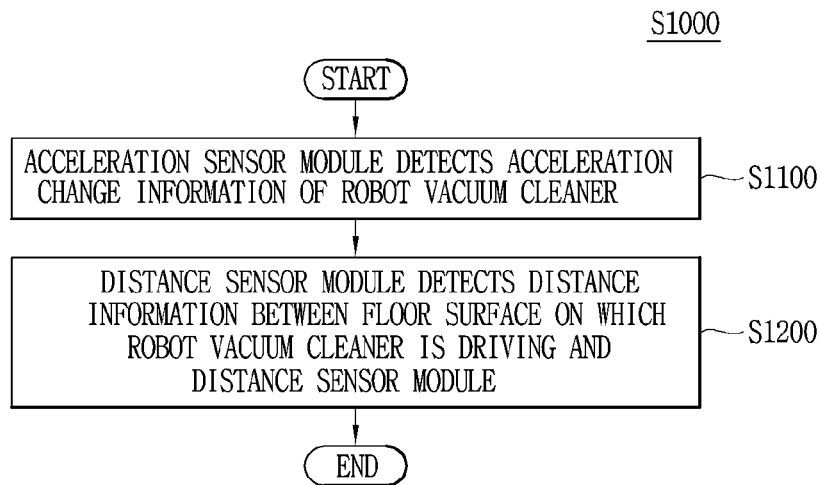 S1000
START
ACCELERATION SENSOR MODULE DETECTS ACCELERATION
CHANGE INFORMATION OF ROBOT VACUUM CLEANER
S1100
DISTANCE SENSOR MODULE DETECTS DISTANCE
INFORMATION BETWEEN FLOOR SURFACE ON WHICH
ROBOT VACUUM CLEANER IS DRIVING AND
DISTANCE SENSOR MODULE
S1200
END